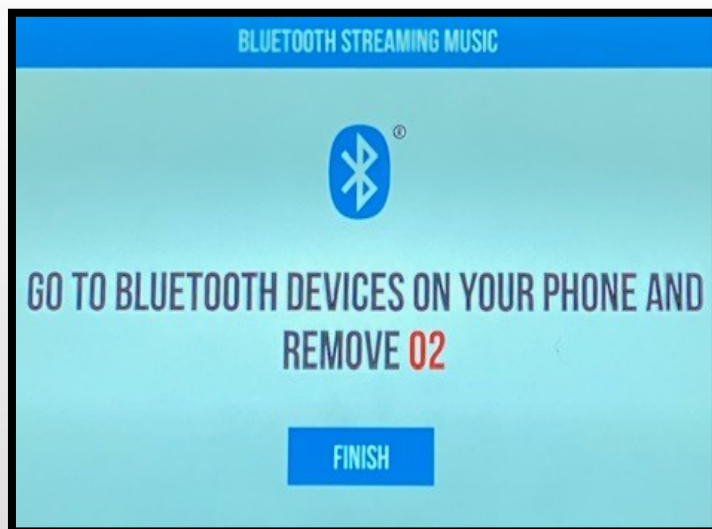 BLUETOOTH STREAMING MUSIC
®
GO TO BLUETOOTH DEVICES ON YOUR PHONE AND
REMOVE 02
FINISH